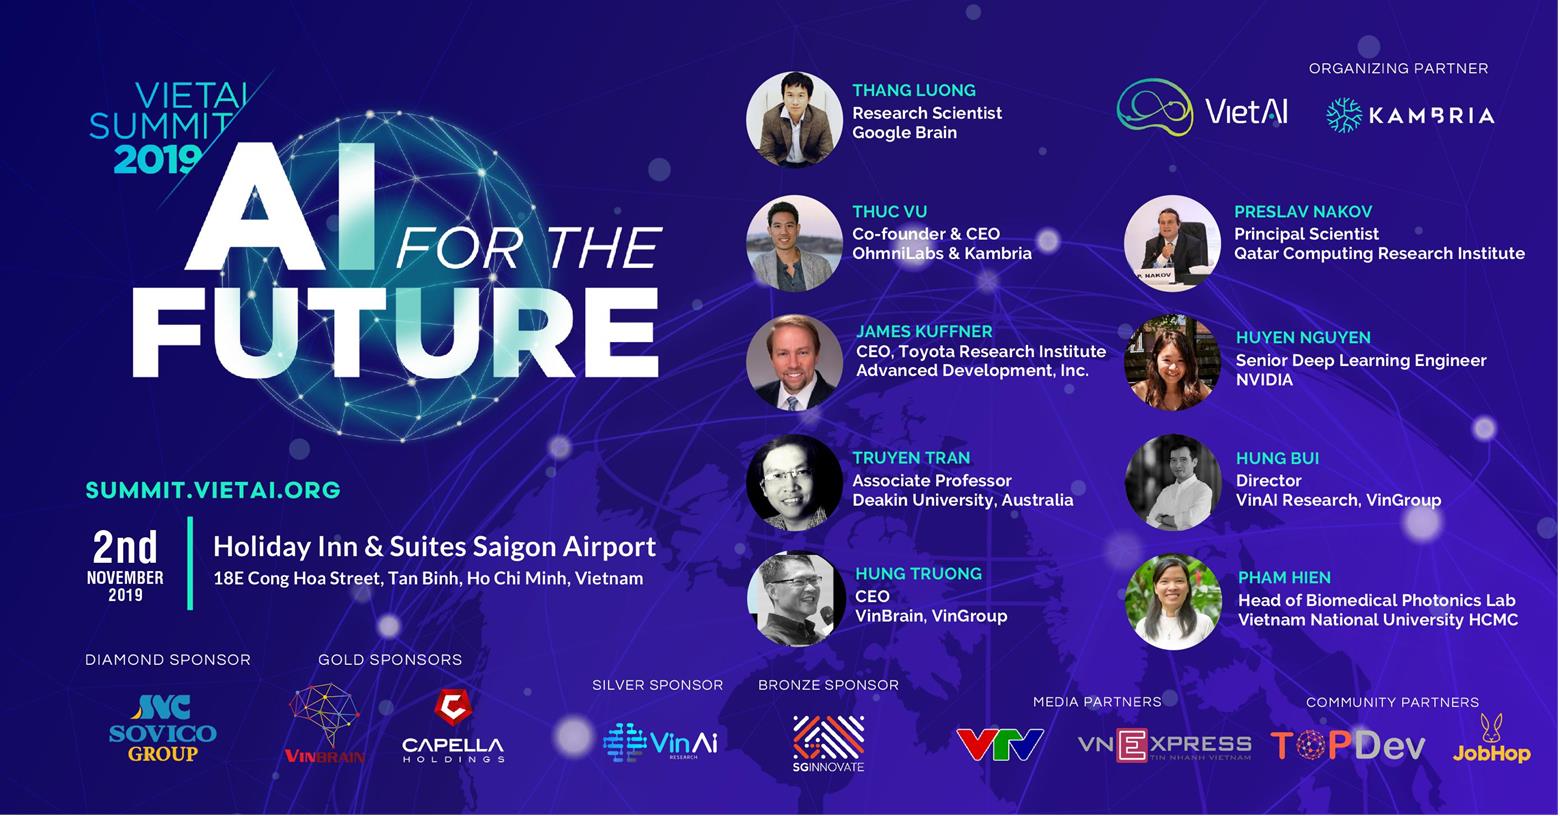 VIETAI
SUMMIT
2019
AI FOR THE
FUTURE
SUMMIT.VIETAI.ORG
2nd
NOVEMBER
2019
Holiday Inn & Suites Saigon Airport
18E Cong Hoa Street, Tan Binh, Ho Chi Minh, Vietnam
THANG LUONG
Research Scientist
Google Brain
ORGANIZING PARTNER
VietAI
KAMBRIA
THUC VU
Co-founder & CEO
OhmniLabs & Kambria
PRESLAV NAKOV
Principal Scientist
Qatar Computing Research Institute
P. NAKOV
JAMES KUFFNER
CEO, Toyota Research Institute
Advanced Development, Inc.
HUYEN NGUYEN
Senior Deep Learning Engineer
NVIDIA
TRUYEN TRAN
Associate Professor
Deakin University, Australia
HUNG BUI
Director
VinAI Research, VinGroup
HUNG TRUONG
CEO
VinBrain, VinGroup
PHAM HIEN
Head of Biomedical Photonics Lab
Vietnam National University HCMC
DIAMOND SPONSOR
SVC
SOVICO
GROUP
GOLD SPONSORS
VINBRAIN
CAPELLA
HOLDINGS
SILVER SPONSOR
VinAi
RESEARCH
BRONZE SPONSOR
SGINNOVATE
MEDIA PARTNERS
VTV
VNEXPRESS
TIN NHANH VIETNAM
COMMUNITY PARTNERS
TOPDev
JobHop